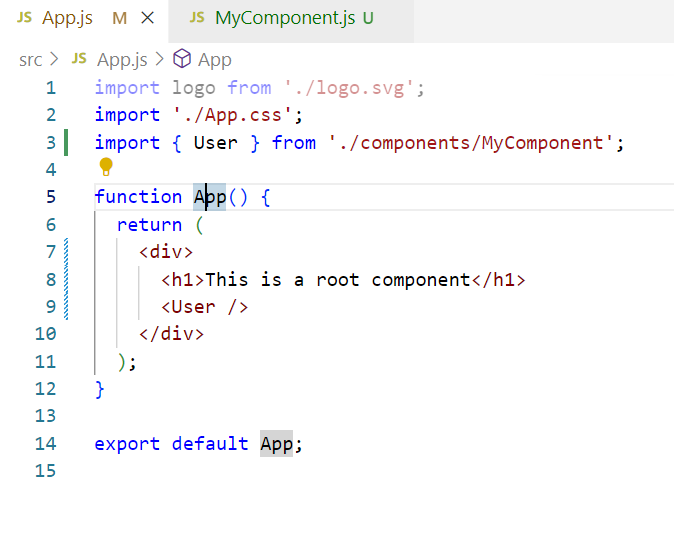 JS App.js M
JS MyComponent.js U
src > JS App.js > App
1 import logo from './logo.svg';
2 import './App.css';
3 import { User } from './components/MyComponent';
4
5 function App() {
6   return (
7     <div>
8       <h1>This is a root component</h1>
9       <User />
10     </div>
11   );
12 }
13
14 export default App;
15